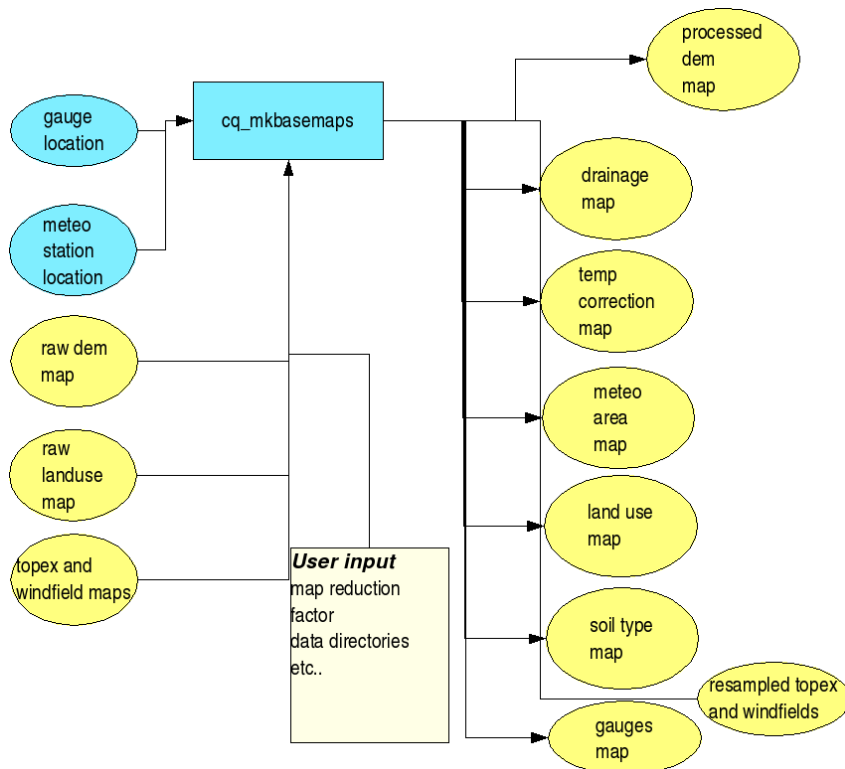 processed
dem
map
gauge
location
cq_mkbasemaps
drainage
map
meteo
station
location
temp
correction
map
raw dem
map
meteo
area
map
raw
landuse
map
land use
map
topex and
windfield maps
User input
map reduction
factor
data directories
etc..
soil type
map
resampled topex
and windfields
gauges
map